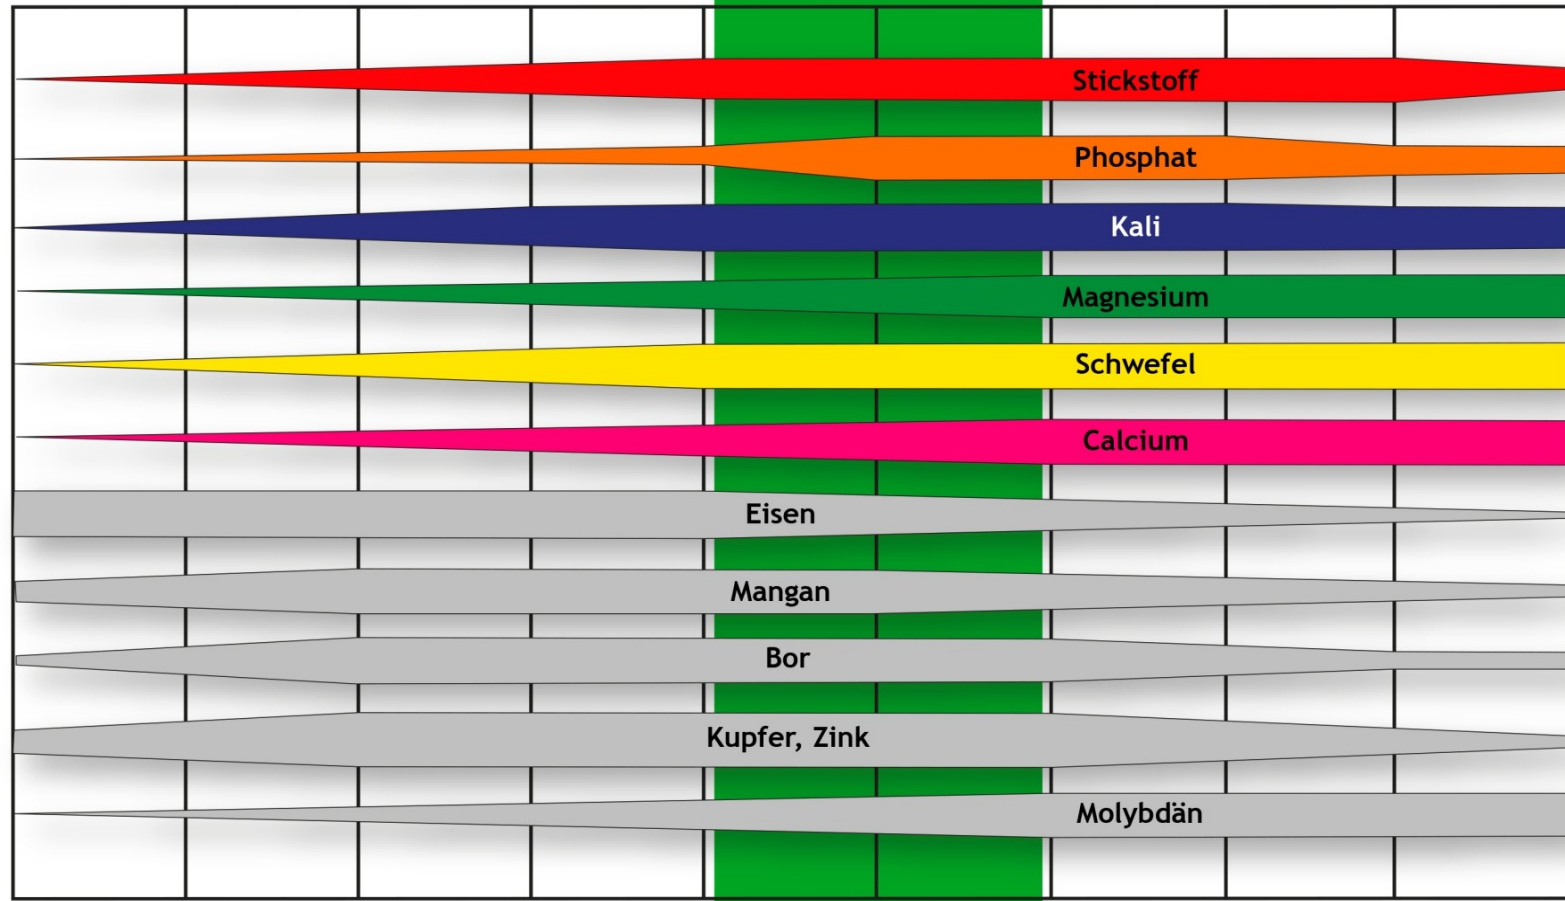 Stickstoff
Phosphat
Kali
Magnesium
Schwefel
Calcium
Eisen
Mangan
Bor
Kupfer, Zink
Molybdän